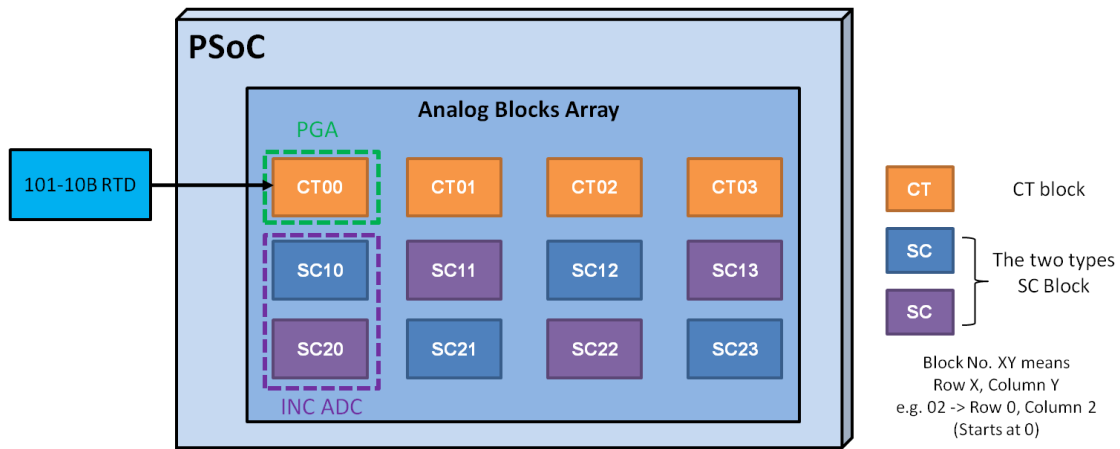 PSoC
Analog Blocks Array
PGA
101-10B RTD
CT00
CT01
CT02
CT03
SC10
SC11
SC12
SC13
SC20
SC21
SC22
SC23
INC ADC
CT
CT block
SC
SC
The two types
SC Block
Block No. XY means
Row X, Column Y
e.g. 02 -> Row 0, Column 2
(Starts at 0)